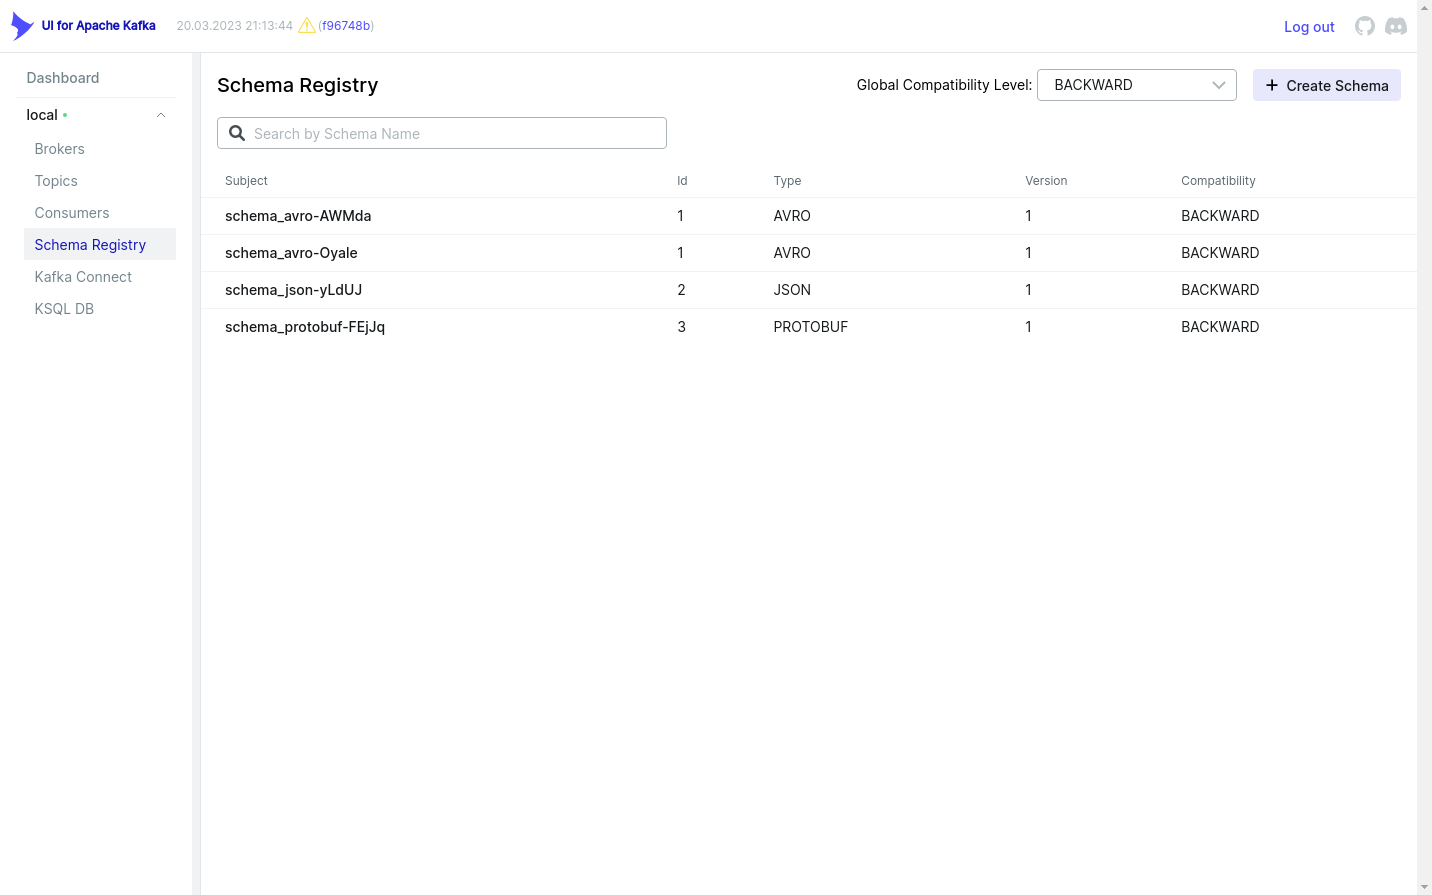 UI for Apache Kafka 20.03.2023 21:13:44 (f96748b) Log out
Dashboard
local
Brokers
Topics
Consumers
Schema Registry
Kafka Connect
KSQL DB
Schema Registry Global Compatibility Level: BACKWARD Create Schema
Search by Schema Name
Subject Id Type Version Compatibility
schema_avro-AWMda 1 AVRO 1 BACKWARD
schema_avro-Oyale 1 AVRO 1 BACKWARD
schema_json-yLdUJ 2 JSON 1 BACKWARD
schema_protobuf-FEjJq 3 PROTOBUF 1 BACKWARD